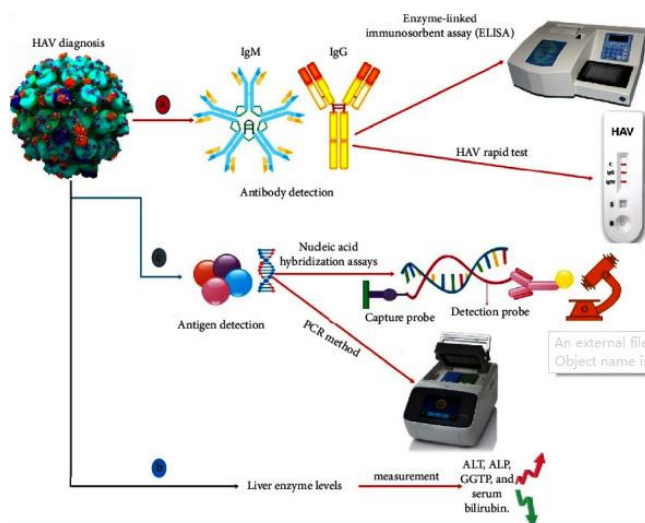 HAV diagnosis
a
IgM
IgG
Antibody detection
Enzyme-linked
immunosorbent assay (ELISA)
HAV rapid test
HAV
C
IgG
IgM
S
c
Antigen detection
Nucleic acid
hybridization assays
Capture probe
Detection probe
PCR method
An external file
Object name is
b
Liver enzyme levels
measurement
ALT, ALP,
GGTP, and
serum
bilirubin.